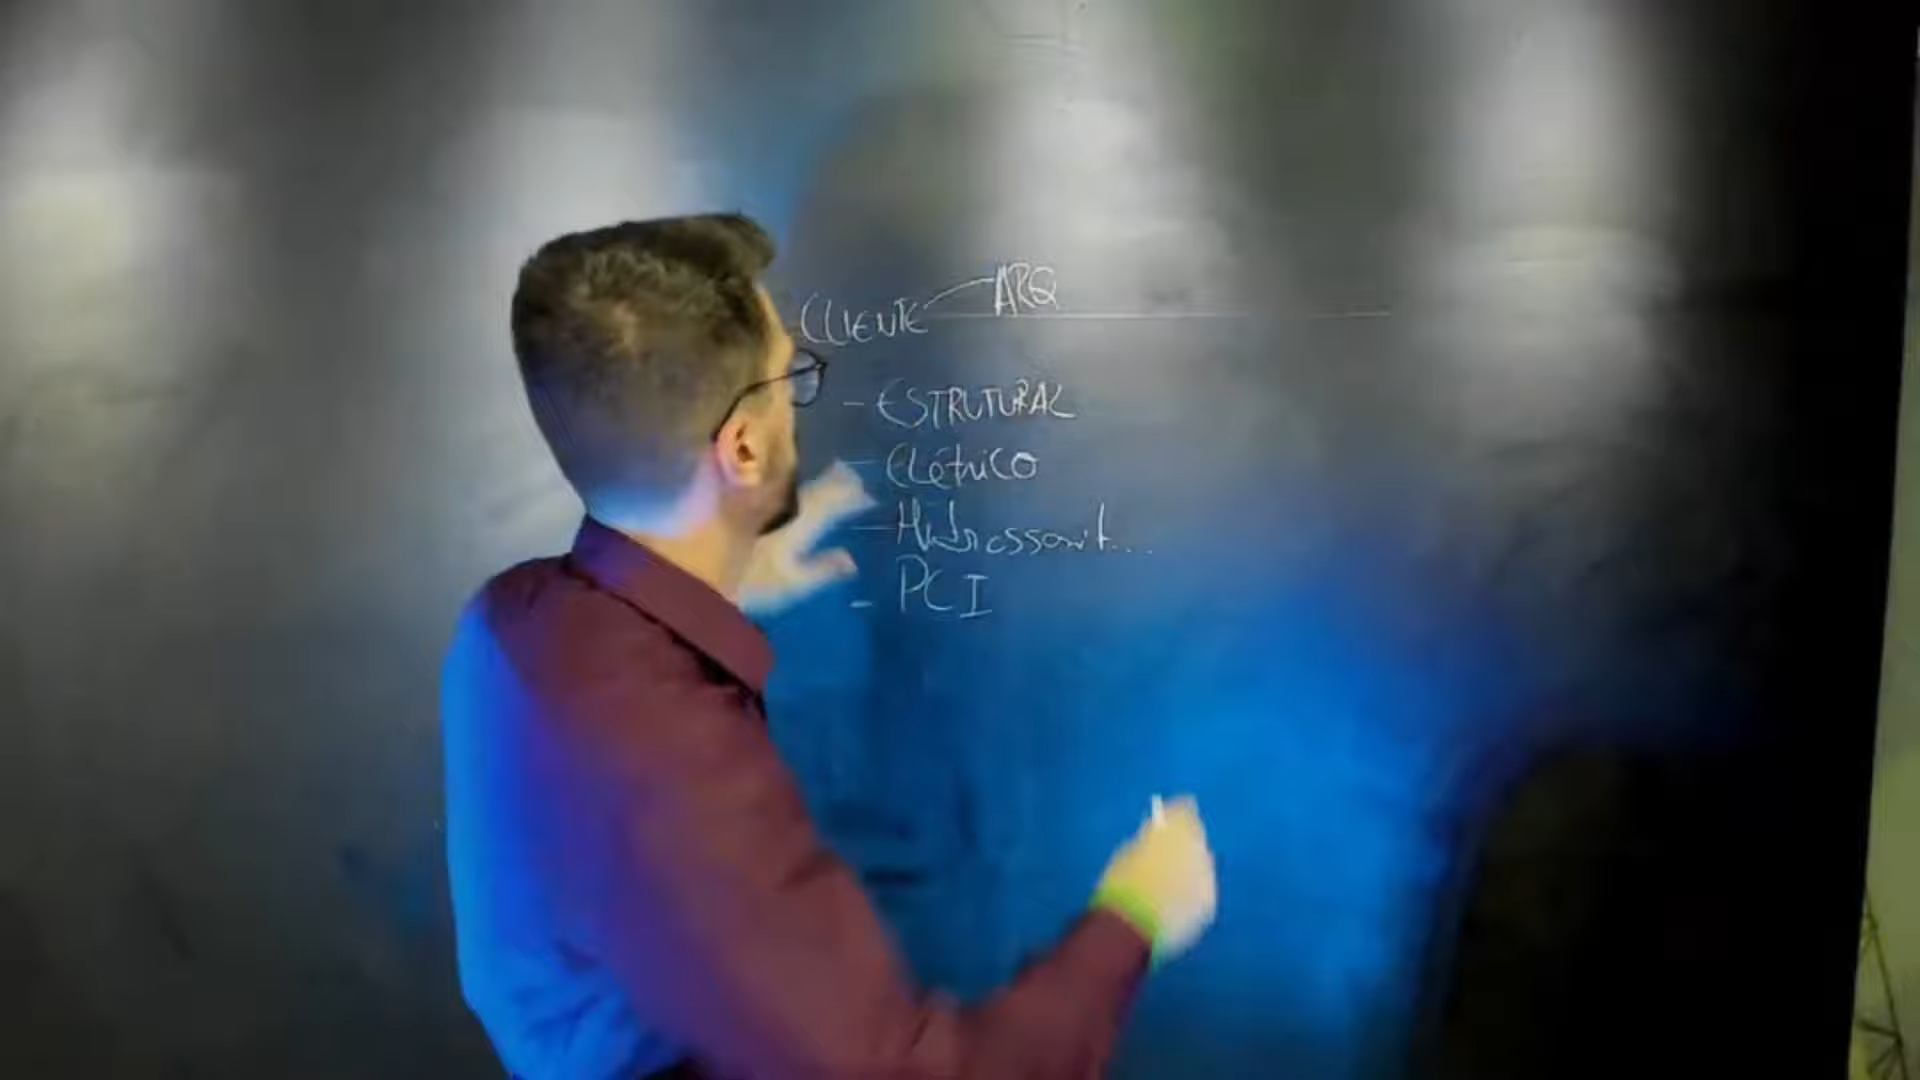 CLIENTE ARQ
- ESTRUTURAL
- Elétrico
- Hidrossanit...
- PCI